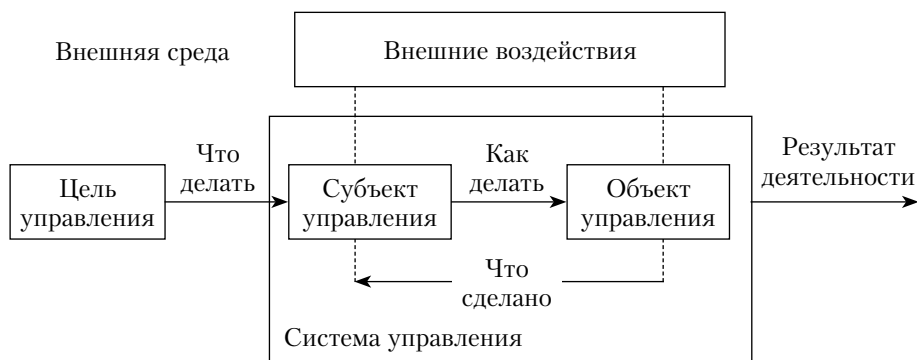 Внешняя среда
Внешние воздействия
Что
делать
Как
делать
Результат
деятельности
Цель
управления
Субъект
управления
Объект
управления
Что
сделано
Система управления